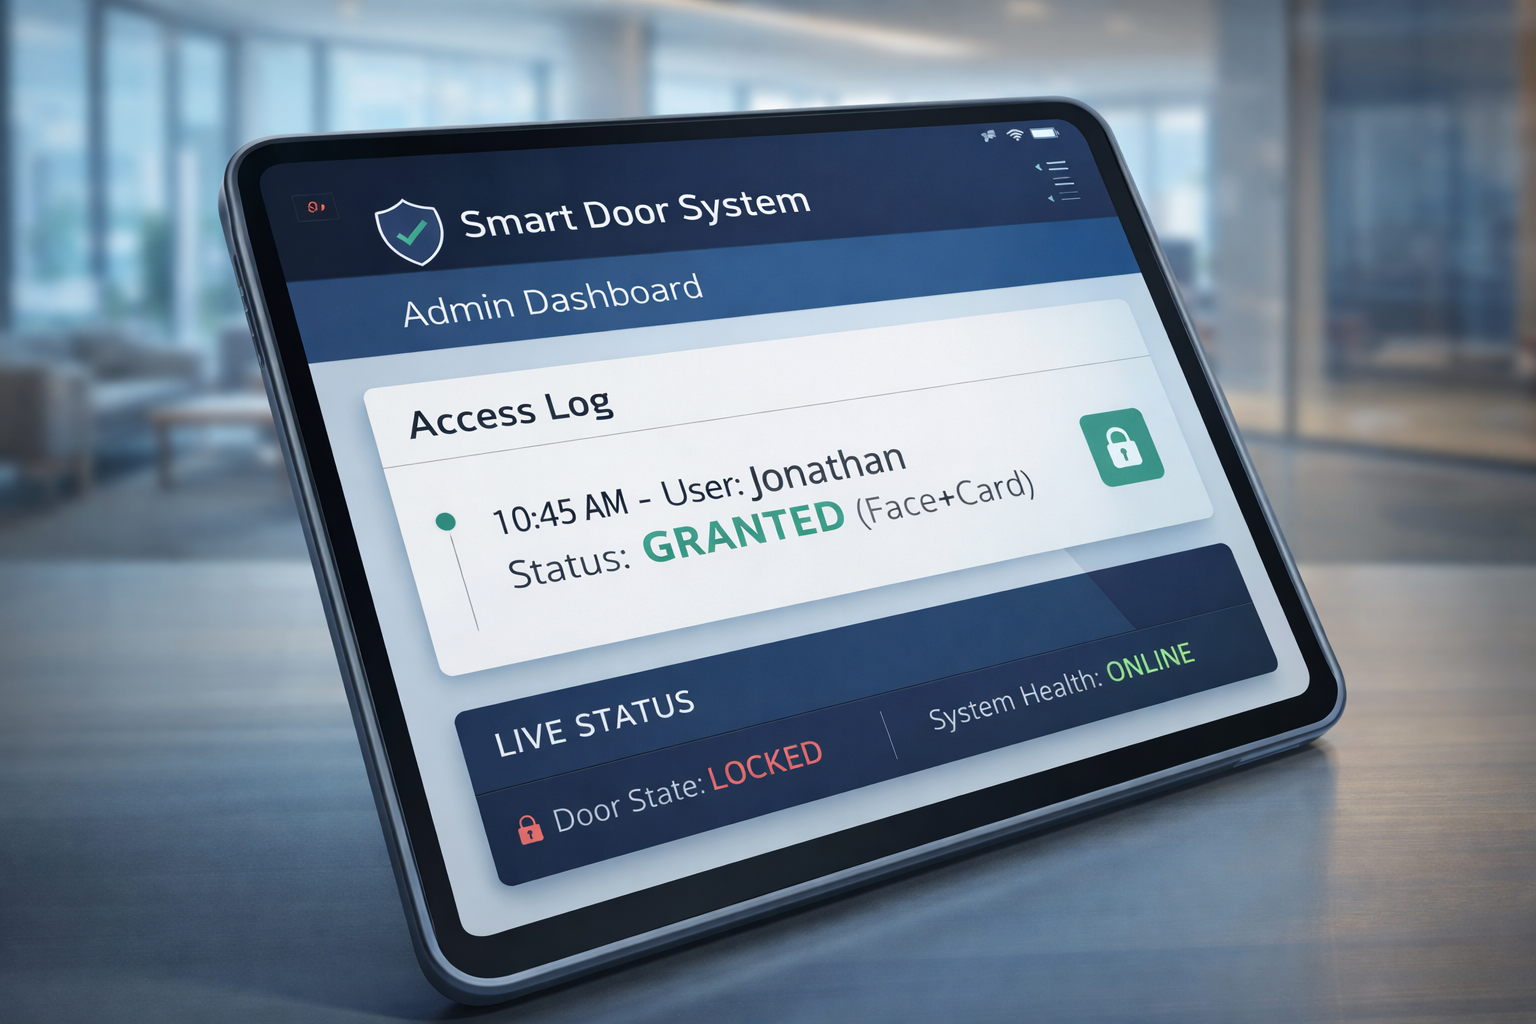 Smart Door System
Admin Dashboard
Access Log
10:45 AM – User: Jonathan
Status: GRANTED (Face+Card)
LIVE STATUS
Door State: LOCKED
System Health: ONLINE